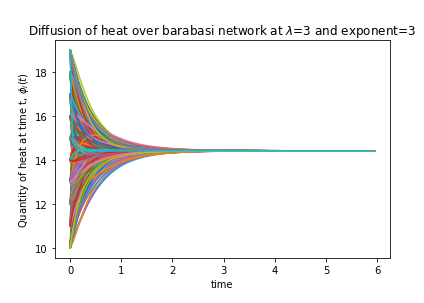 Diffusion of heat over barabasi network at λ=3 and exponent=3
Quantity of heat at time t, ϕᵢ(t)
18
16
14
12
10
0 1 2 3 4 5 6
time